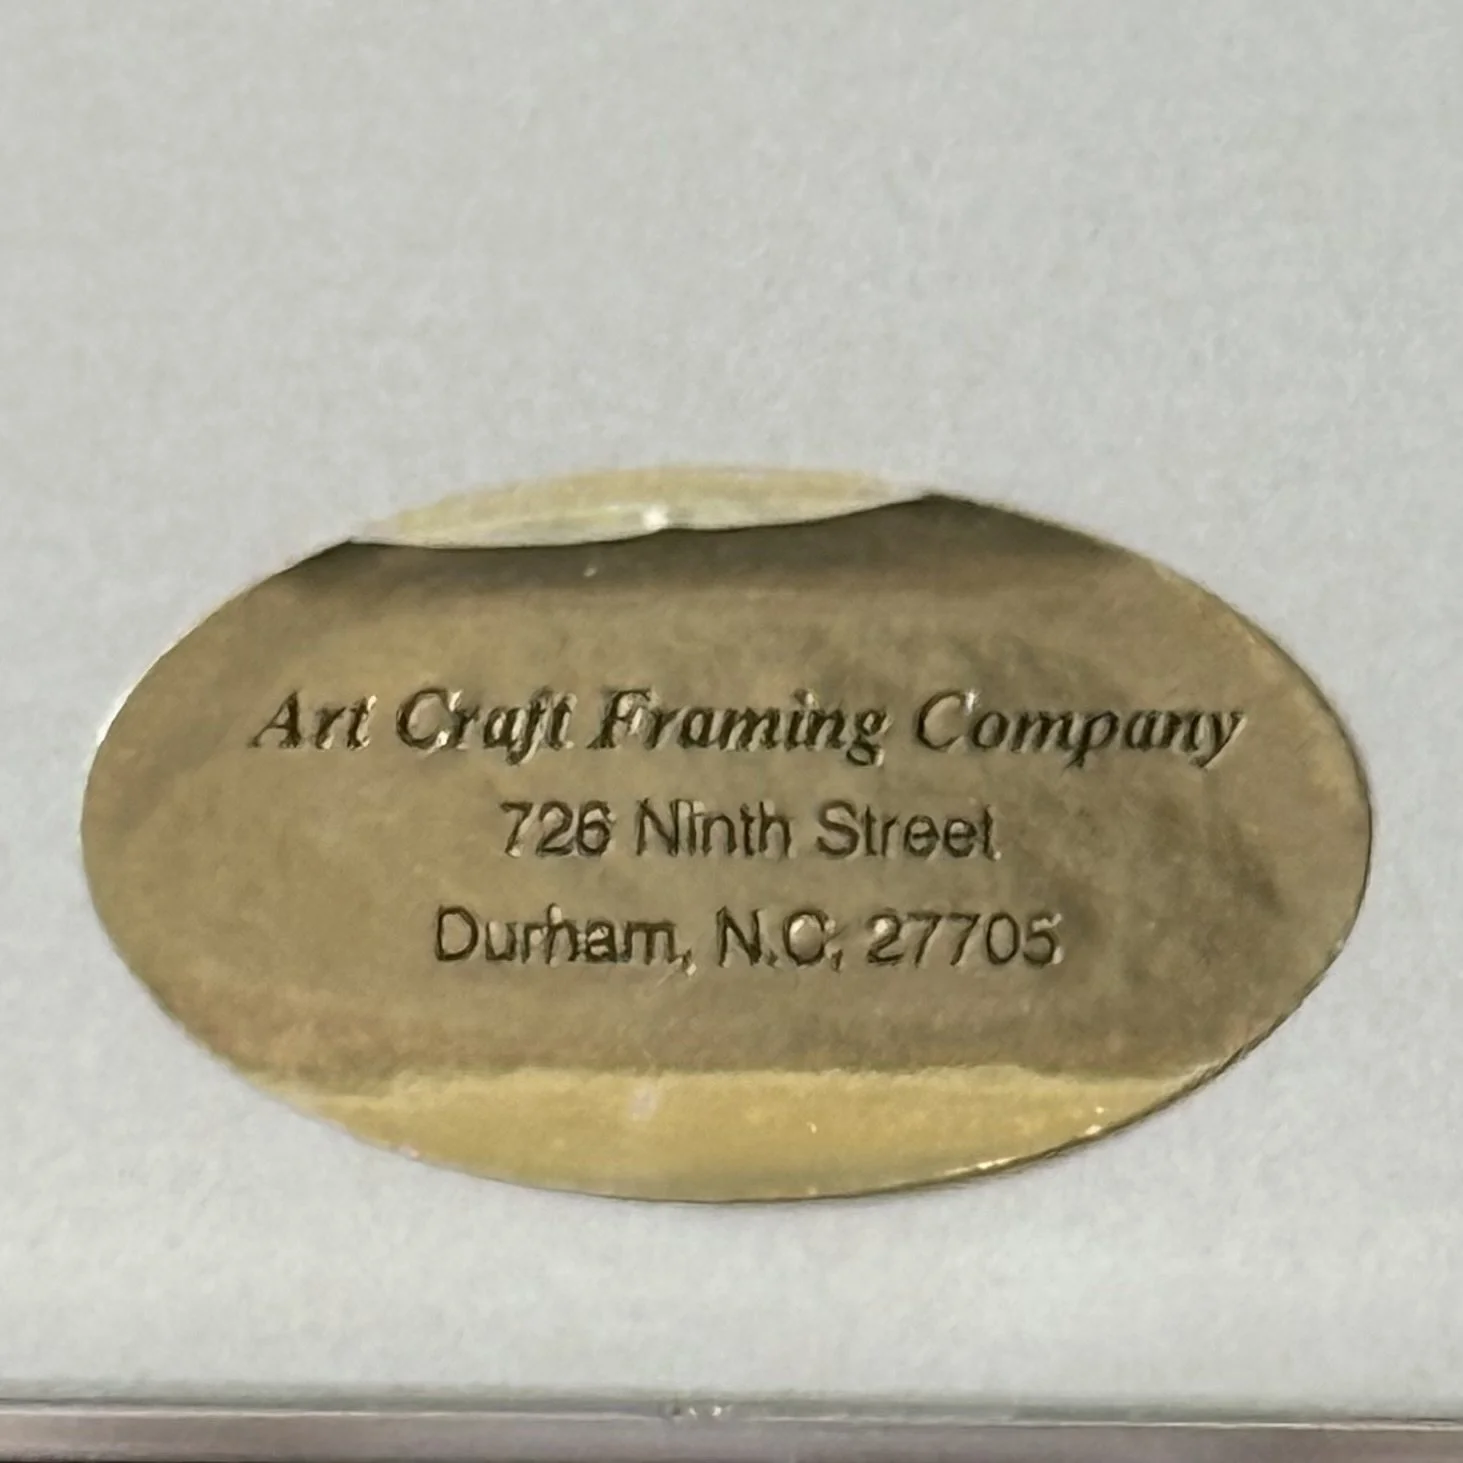 Art Craft Framing Company
726 Ninth Street
Durham, N.C. 27705